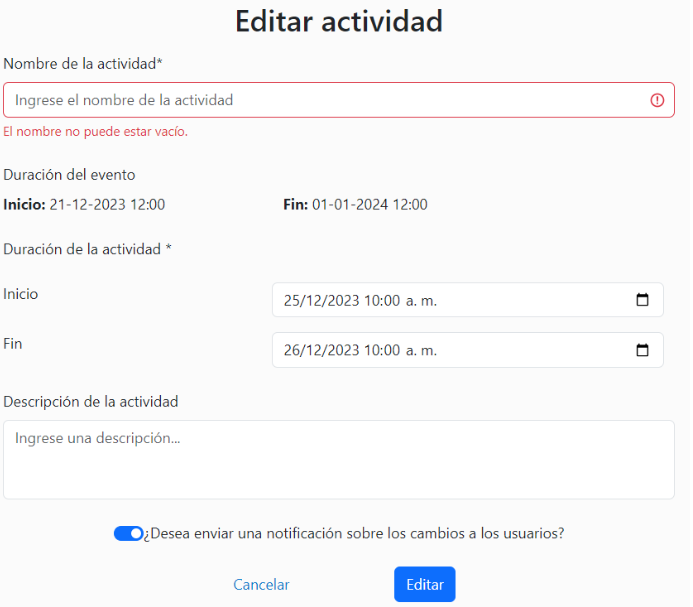 Editar actividad
Nombre de la actividad*
Ingrese el nombre de la actividad
El nombre no puede estar vacío.
Duración del evento
Inicio: 21-12-2023 12:00 Fin: 01-01-2024 12:00
Duración de la actividad *
Inicio 25/12/2023 10:00 a. m.
Fin 26/12/2023 10:00 a. m.
Descripción de la actividad
Ingrese una descripción...
¿Desea enviar una notificación sobre los cambios a los usuarios?
Cancelar Editar